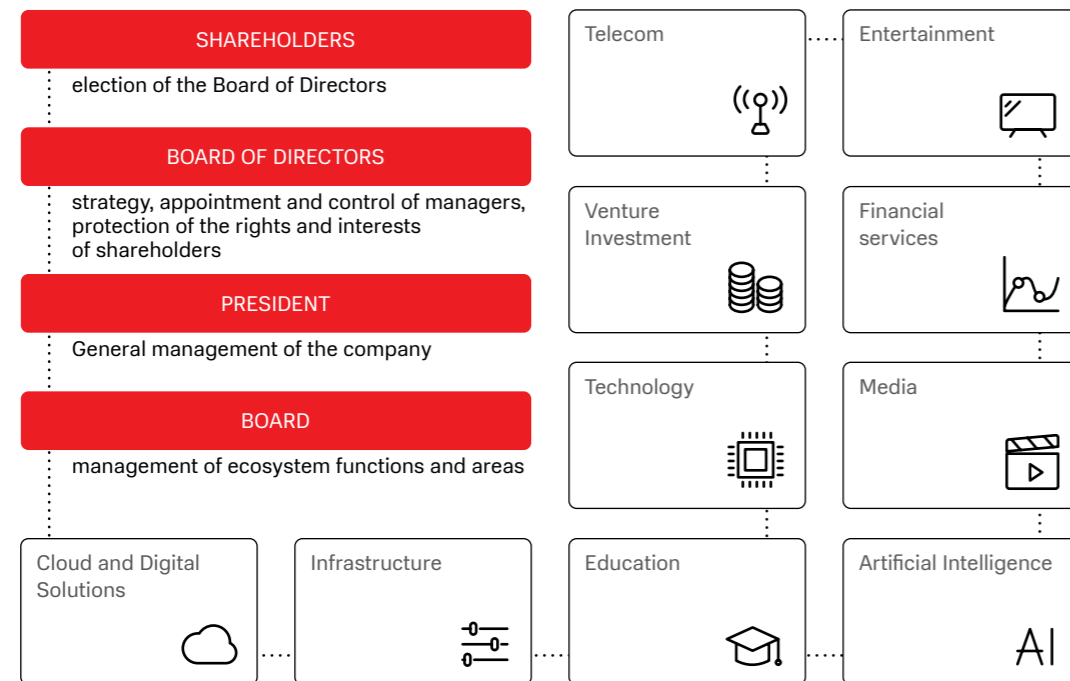 SHAREHOLDERS
election of the Board of Directors
BOARD OF DIRECTORS
strategy, appointment and control of managers,
protection of the rights and interests
of shareholders
PRESIDENT
General management of the company
BOARD
management of ecosystem functions and areas
Telecom
Entertainment
Venture
Investment
Financial
services
Technology
Media
Cloud and Digital
Solutions
Infrastructure
Education
Artificial Intelligence
AI